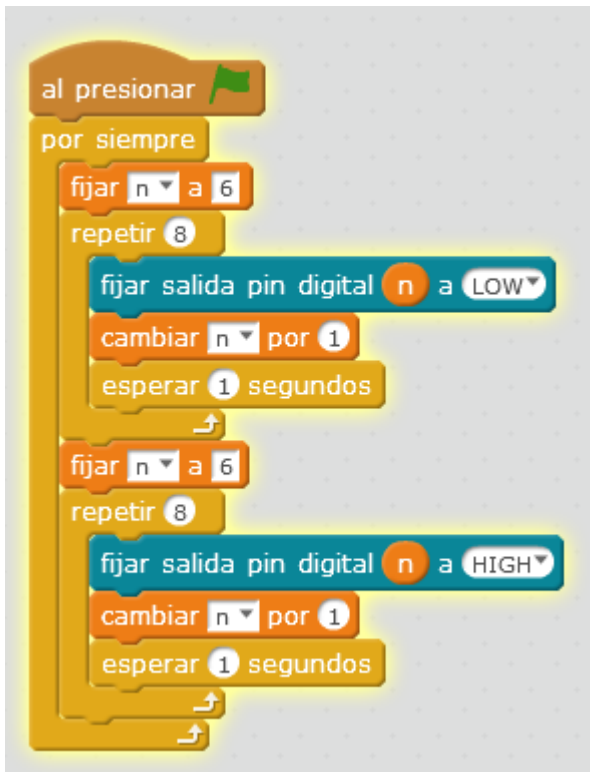 al presionar
por siempre
fijar n a 6
repetir 8
fijar salida pin digital n a LOW
cambiar n por 1
esperar 1 segundos
fijar n a 6
repetir 8
fijar salida pin digital n a HIGH
cambiar n por 1
esperar 1 segundos